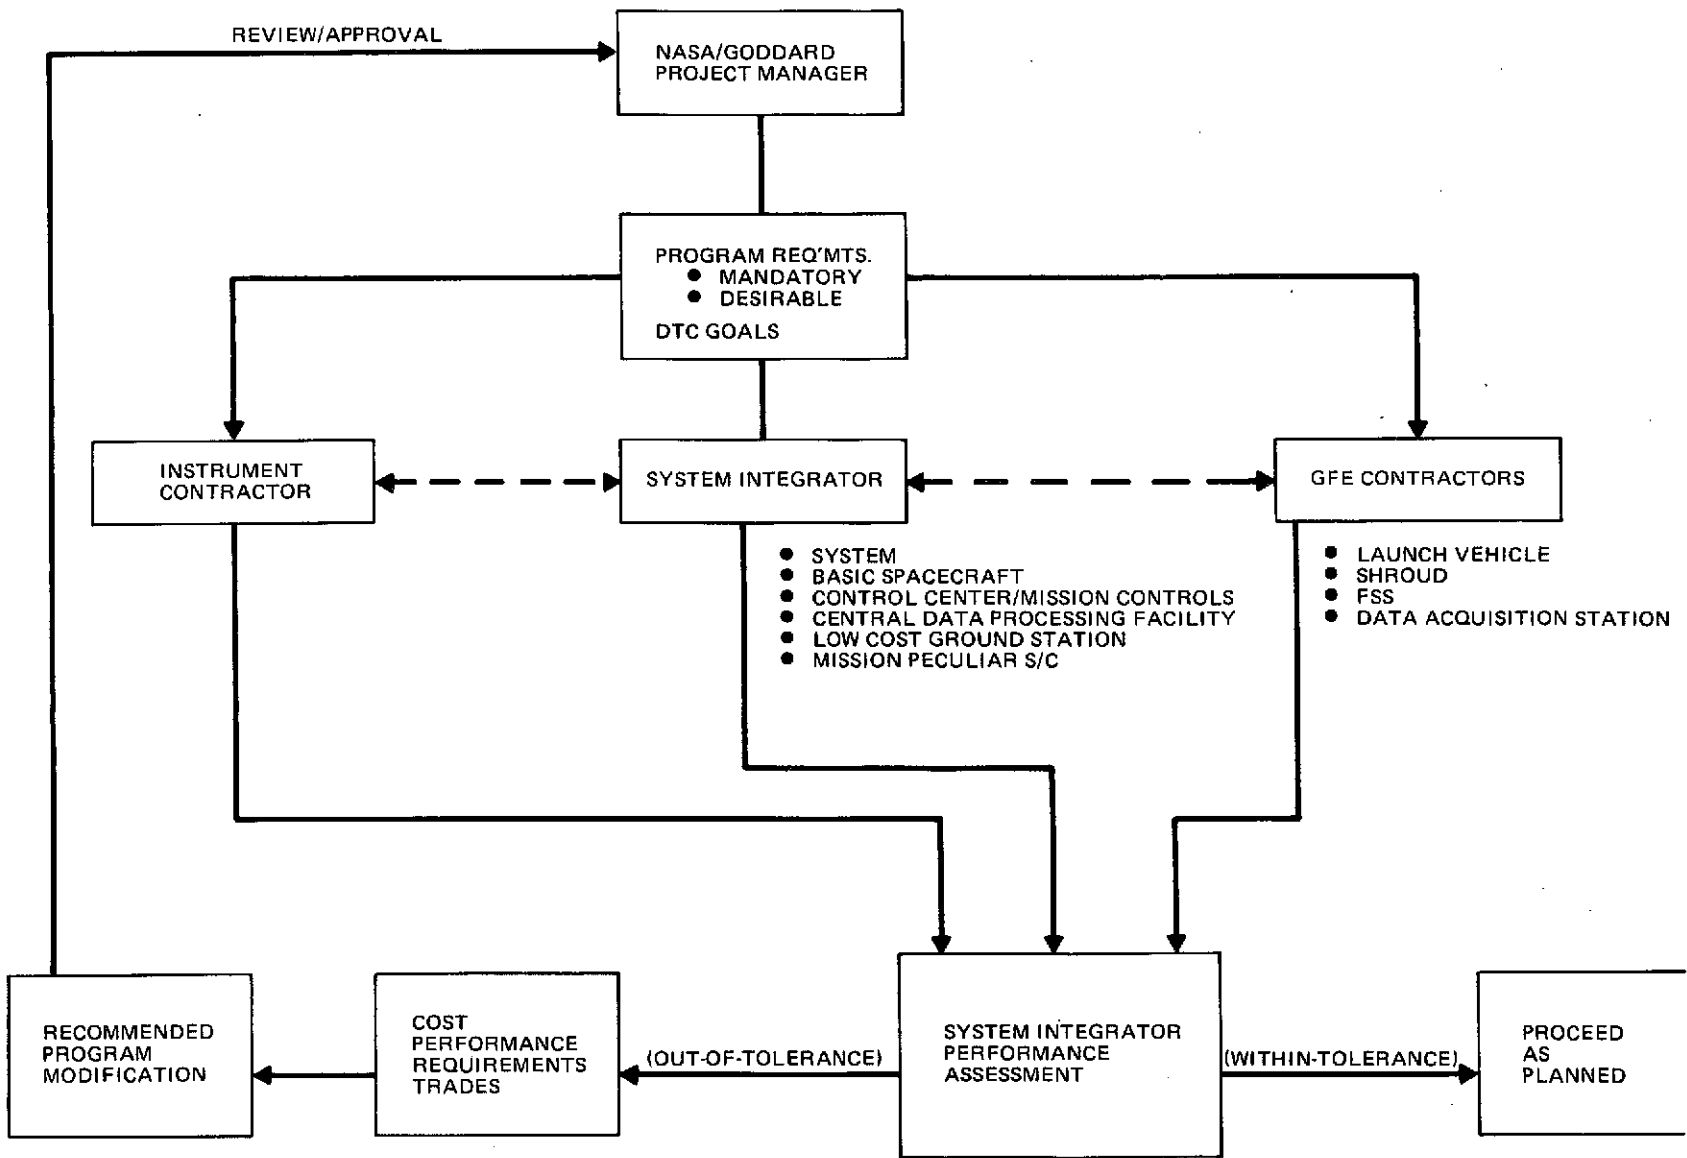 REVIEW/APPROVAL
NASA/GODDARD
PROJECT MANAGER
PROGRAM REQ'MTS.
● MANDATORY
● DESIRABLE
DTC GOALS
INSTRUMENT
CONTRACTOR
SYSTEM INTEGRATOR
GFE CONTRACTORS
● SYSTEM
● BASIC SPACECRAFT
● CONTROL CENTER/MISSION CONTROLS
● CENTRAL DATA PROCESSING FACILITY
● LOW COST GROUND STATION
● MISSION PECULIAR S/C
● LAUNCH VEHICLE
● SHROUD
● FSS
● DATA ACQUISITION STATION
RECOMMENDED
PROGRAM
MODIFICATION
COST
PERFORMANCE
REQUIREMENTS
TRADES
(OUT-OF-TOLERANCE)
SYSTEM INTEGRATOR
PERFORMANCE
ASSESSMENT
(WITHIN-TOLERANCE)
PROCEED
AS
PLANNED